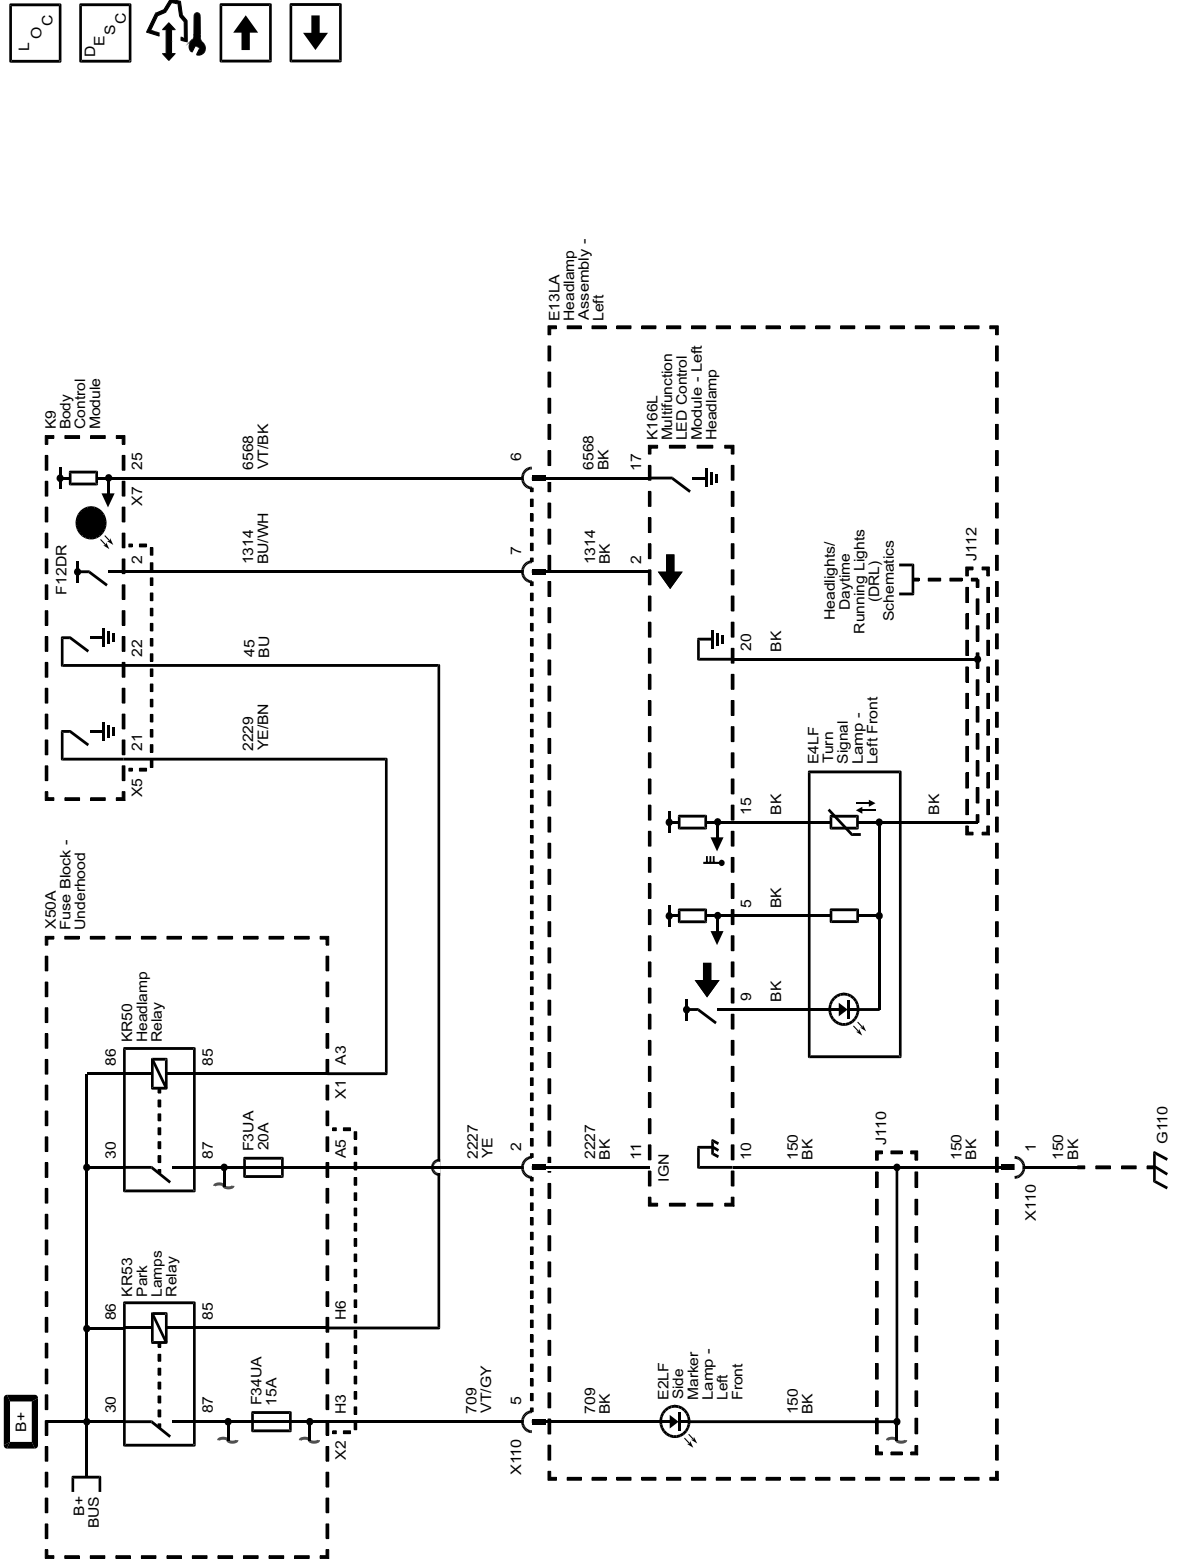 L O C
D E S C
B+
B+
BUS
X50A
Fuse Block -
Underhood
KR53
Park
Lamps
Relay
86
30
85
87
F34UA
15A
H3
H6
X2
KR50
Headlamp
Relay
86
30
85
87
F3UA
20A
A5
A3
X1
K9
Body
Control
Module
F12DR
X5
21
22
2
X7
25
2229
YE/BN
45
BU
1314
BU/WH
6568
VT/BK
709
VT/GY
2227
YE
X110
5
2
7
6
E13LA
Headlamp
Assembly -
Left
709
BK
2227
BK
1314
BK
6568
BK
11
2
17
K166L
Multifunction
LED Control
Module - Left
Headlamp
IGN
10
9
5
15
20
150
BK
BK
BK
BK
BK
E2LF
Side
Marker
Lamp -
Left
Front
150
BK
E4LF
Turn
Signal
Lamp -
Left Front
BK
Headlights/
Daytime
Running Lights
(DRL)
Schematics
J110
J112
150
BK
X110
1
150
BK
G110